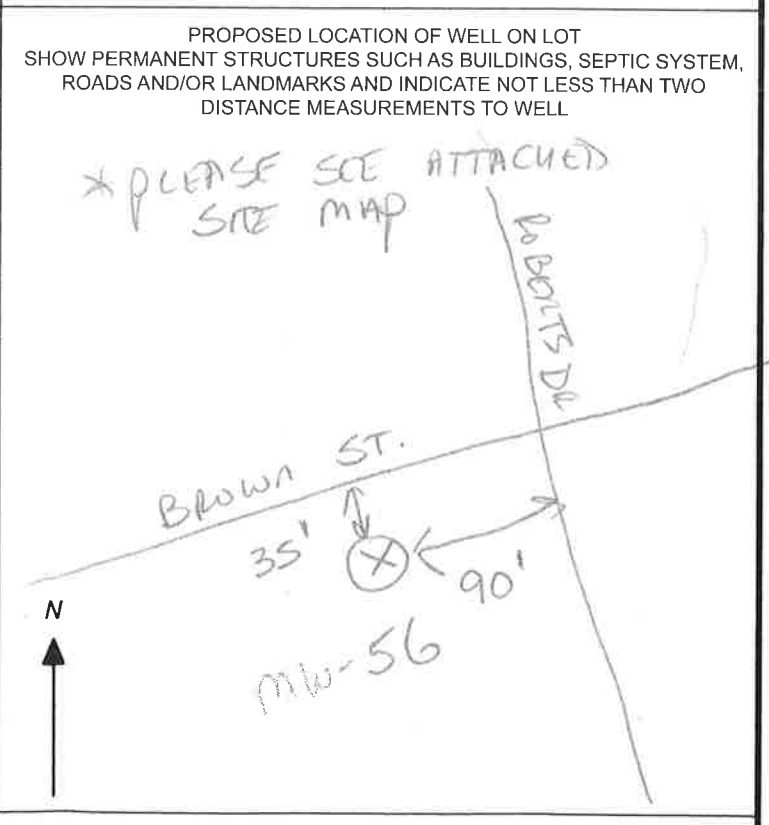 PROPOSED LOCATION OF WELL ON LOT
SHOW PERMANENT STRUCTURES SUCH AS BUILDINGS, SEPTIC SYSTEM,
ROADS AND/OR LANDMARKS AND INDICATE NOT LESS THAN TWO
DISTANCE MEASUREMENTS TO WELL
* PLEASE SEE ATTACHED
SITE MAP
ROBERTS DR
BROWN ST.
35'
90'
N
MW-56